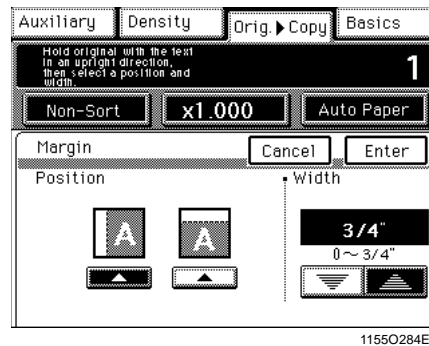 Auxiliary Density Orig.▶Copy Basics
Hold original with the text
in an upright
direction,
then select a position and
width.
1
Non-Sort x1.000 Auto Paper
Margin Cancel Enter
Position ▪ Width
A A
3/4"
0～3/4"
1155O284E